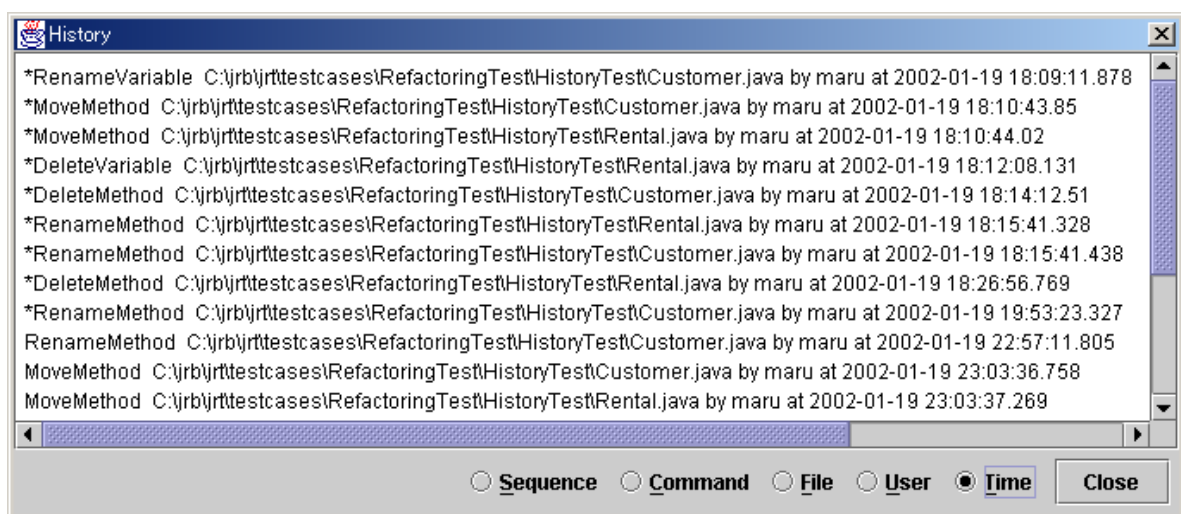 History
*RenameVariable C:\jrb\jrt\testcases\RefactoringTest\HistoryTest\Customer.java by maru at 2002-01-19 18:09:11.878
*MoveMethod C:\jrb\jrt\testcases\RefactoringTest\HistoryTest\Customer.java by maru at 2002-01-19 18:10:43.85
*MoveMethod C:\jrb\jrt\testcases\RefactoringTest\HistoryTest\Rental.java by maru at 2002-01-19 18:10:44.02
*DeleteVariable C:\jrb\jrt\testcases\RefactoringTest\HistoryTest\Rental.java by maru at 2002-01-19 18:12:08.131
*DeleteMethod C:\jrb\jrt\testcases\RefactoringTest\HistoryTest\Customer.java by maru at 2002-01-19 18:14:12.51
*RenameMethod C:\jrb\jrt\testcases\RefactoringTest\HistoryTest\Rental.java by maru at 2002-01-19 18:15:41.328
*RenameMethod C:\jrb\jrt\testcases\RefactoringTest\HistoryTest\Customer.java by maru at 2002-01-19 18:15:41.438
*DeleteMethod C:\jrb\jrt\testcases\RefactoringTest\HistoryTest\Rental.java by maru at 2002-01-19 18:26:56.769
*RenameMethod C:\jrb\jrt\testcases\RefactoringTest\HistoryTest\Customer.java by maru at 2002-01-19 19:53:23.327
RenameMethod C:\jrb\jrt\testcases\RefactoringTest\HistoryTest\Customer.java by maru at 2002-01-19 22:57:11.805
MoveMethod C:\jrb\jrt\testcases\RefactoringTest\HistoryTest\Customer.java by maru at 2002-01-19 23:03:36.758
MoveMethod C:\jrb\jrt\testcases\RefactoringTest\HistoryTest\Rental.java by maru at 2002-01-19 23:03:37.269
Sequence Command File User Time Close